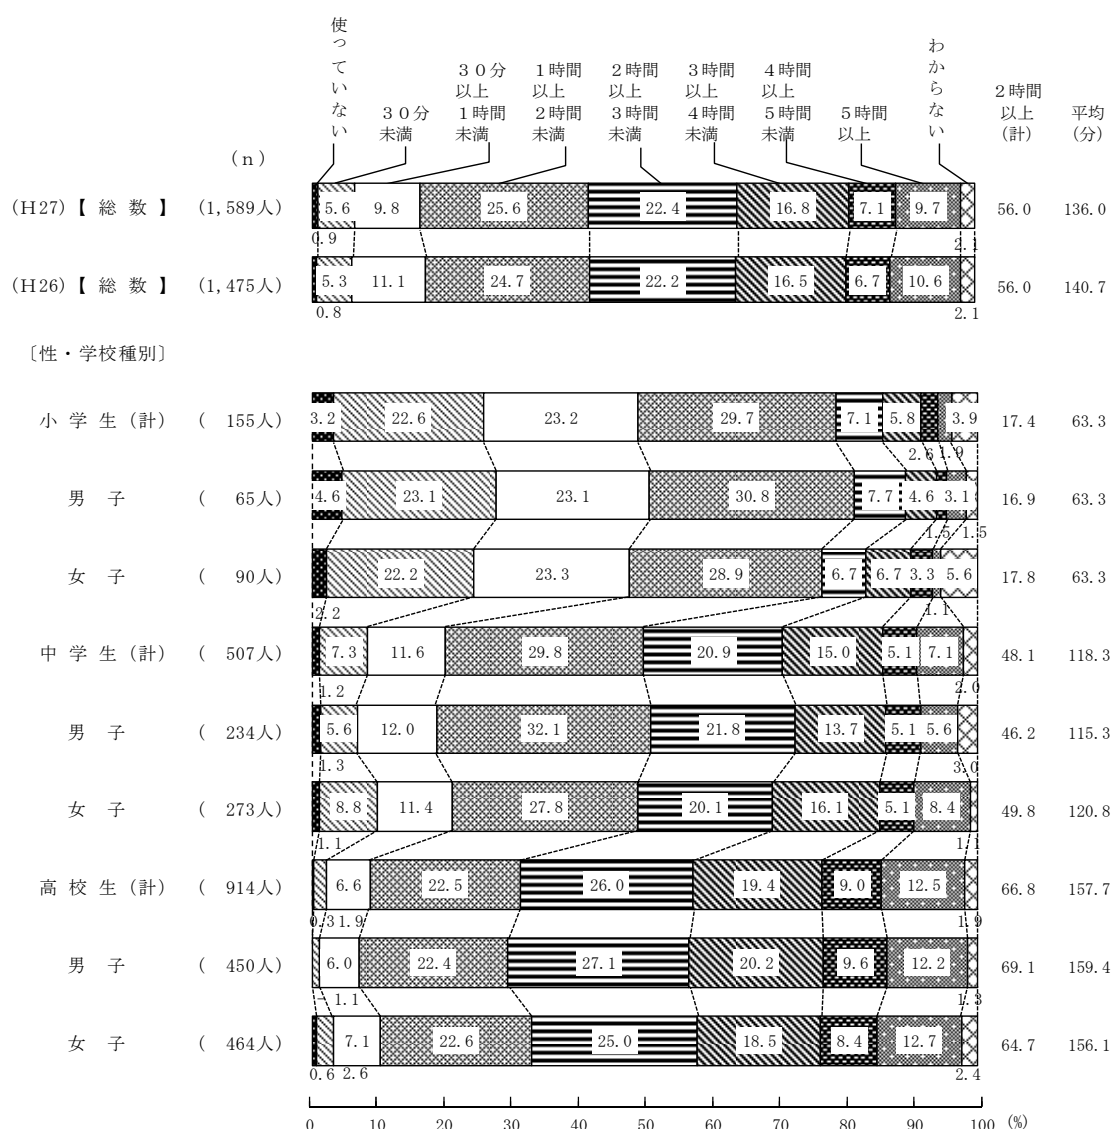 使っていない
３０分
未満
３０分
以上
１時間
未満
１時間
以上
２時間
未満
２時間
以上
３時間
未満
３時間
以上
４時間
未満
４時間
以上
５時間
未満
５時間
以上
わからない
２時間
以上
（計）
平均
（分）
（ｎ）
(H27)【 総 数 】 (1,589人) 0.9 5.6 9.8 25.6 22.4 16.8 7.1 9.7 2.1 56.0 136.0
(H26)【 総 数 】 (1,475人) 0.8 5.3 11.1 24.7 22.2 16.5 6.7 10.6 2.1 56.0 140.7
〔性・学校種別〕
小 学 生（計） ( 155人) 3.2 22.6 23.2 29.7 7.1 5.8 2.6 1.9 3.9 17.4 63.3
男 子 ( 65人) 4.6 23.1 23.1 30.8 7.7 4.6 1.5 3.1 1.5 16.9 63.3
女 子 ( 90人) 2.2 22.2 23.3 28.9 6.7 6.7 3.3 1.1 5.6 17.8 63.3
中 学 生（計） ( 507人) 1.2 7.3 11.6 29.8 20.9 15.0 5.1 7.1 2.0 48.1 118.3
男 子 ( 234人) 1.3 5.6 12.0 32.1 21.8 13.7 5.1 5.6 3.0 46.2 115.3
女 子 ( 273人) 1.1 8.8 11.4 27.8 20.1 16.1 5.1 8.4 1.1 49.8 120.8
高 校 生（計） ( 914人) 0.3 1.9 6.6 22.5 26.0 19.4 9.0 12.5 1.9 66.8 157.7
男 子 ( 450人) - 1.1 6.0 22.4 27.1 20.2 9.6 12.2 1.3 69.1 159.4
女 子 ( 464人) 0.6 2.6 7.1 22.6 25.0 18.5 8.4 12.7 2.4 64.7 156.1
0 10 20 30 40 50 60 70 80 90 100 (%)